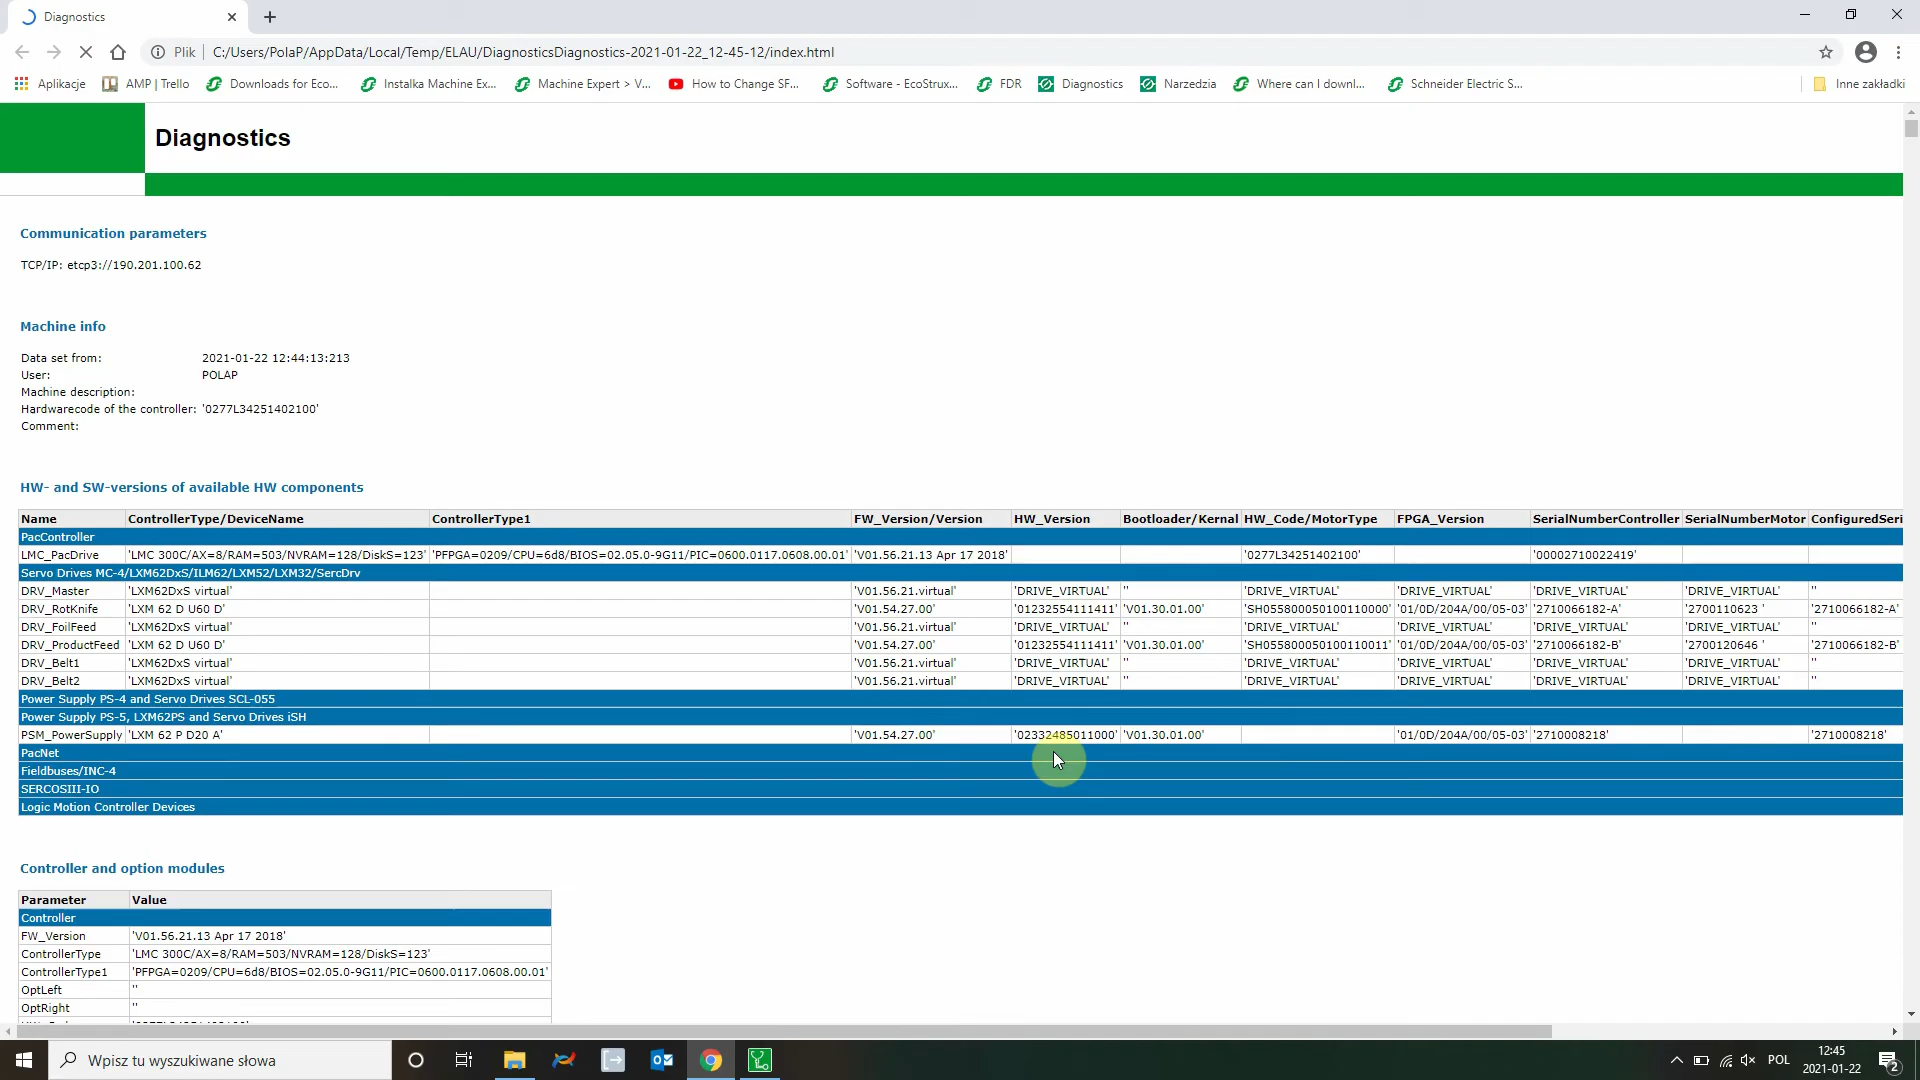 Diagnostics
Plik
C:/Users/PolaP/AppData/Local/Temp/ELAU/DiagnosticsDiagnostics-2021-01-22_12-45-12/index.html
Aplikacje AMP | Trello Downloads for Eco... Instalka Machine Ex... Machine Expert > V... How to Change SF... Software - EcoStrux... FDR Diagnostics Narzedzia Where can I downl... Schneider Electric S... Inne zakładki
Diagnostics
Communication parameters
TCP/IP: etcp3://190.201.100.62
Machine info
Data set from: 2021-01-22 12:44:13:213
User: POLAP
Machine description:
Hardwarecode of the controller: '0277L34251402100'
Comment:
HW- and SW-versions of available HW components
Name ControllerType/DeviceName ControllerType1 FW_Version/Version HW_Version Bootloader/Kernal HW_Code/MotorType FPGA_Version SerialNumberController SerialNumberMotor ConfiguredSeri
PacController
LMC_PacDrive 'LMC 300C/AX=8/RAM=503/NVRAM=128/DiskS=123' 'PFPGA=0209/CPU=6d8/BIOS=02.05.0-9G11/PIC=0600.0117.0608.00.01' 'V01.56.21.13 Apr 17 2018' '0277L34251402100' '00002710022419'
Servo Drives MC-4/LXM62DxS/ILM62/LXM52/LXM32/SercDrv
DRV_Master 'LXM62DxS virtual' 'V01.56.21.virtual' 'DRIVE_VIRTUAL' '' 'DRIVE_VIRTUAL' 'DRIVE_VIRTUAL' 'DRIVE_VIRTUAL' 'DRIVE_VIRTUAL' ''
DRV_RotKnife 'LXM 62 D U60 D' 'V01.54.27.00' '01232554111411' 'V01.30.01.00' 'SH055800050100110000' '01/0D/204A/00/05-03' '2710066182-A' '2700110623 ' '2710066182-A'
DRV_FoilFeed 'LXM62DxS virtual' 'V01.56.21.virtual' 'DRIVE_VIRTUAL' '' 'DRIVE_VIRTUAL' 'DRIVE_VIRTUAL' 'DRIVE_VIRTUAL' 'DRIVE_VIRTUAL' ''
DRV_ProductFeed 'LXM 62 D U60 D' 'V01.54.27.00' '01232554111411' 'V01.30.01.00' 'SH055800050100110011' '01/0D/204A/00/05-03' '2710066182-B' '2700120646 ' '2710066182-B'
DRV_Belt1 'LXM62DxS virtual' 'V01.56.21.virtual' 'DRIVE_VIRTUAL' '' 'DRIVE_VIRTUAL' 'DRIVE_VIRTUAL' 'DRIVE_VIRTUAL' 'DRIVE_VIRTUAL' ''
DRV_Belt2 'LXM62DxS virtual' 'V01.56.21.virtual' 'DRIVE_VIRTUAL' '' 'DRIVE_VIRTUAL' 'DRIVE_VIRTUAL' 'DRIVE_VIRTUAL' 'DRIVE_VIRTUAL' ''
Power Supply PS-4 and Servo Drives SCL-055
Power Supply PS-5, LXM62PS and Servo Drives iSH
PSM_PowerSupply 'LXM 62 P D20 A' 'V01.54.27.00' '02332485011000' 'V01.30.01.00' '01/0D/204A/00/05-03' '2710008218' '2710008218'
PacNet
Fieldbuses/INC-4
SERCOSIII-IO
Logic Motion Controller Devices
Controller and option modules
Parameter Value
Controller
FW_Version 'V01.56.21.13 Apr 17 2018'
ControllerType 'LMC 300C/AX=8/RAM=503/NVRAM=128/DiskS=123'
ControllerType1 'PFPGA=0209/CPU=6d8/BIOS=02.05.0-9G11/PIC=0600.0117.0608.00.01'
OptLeft ''
OptRight ''
Wpisz tu wyszukiwane słowa
POL
12:45
2021-01-22
2